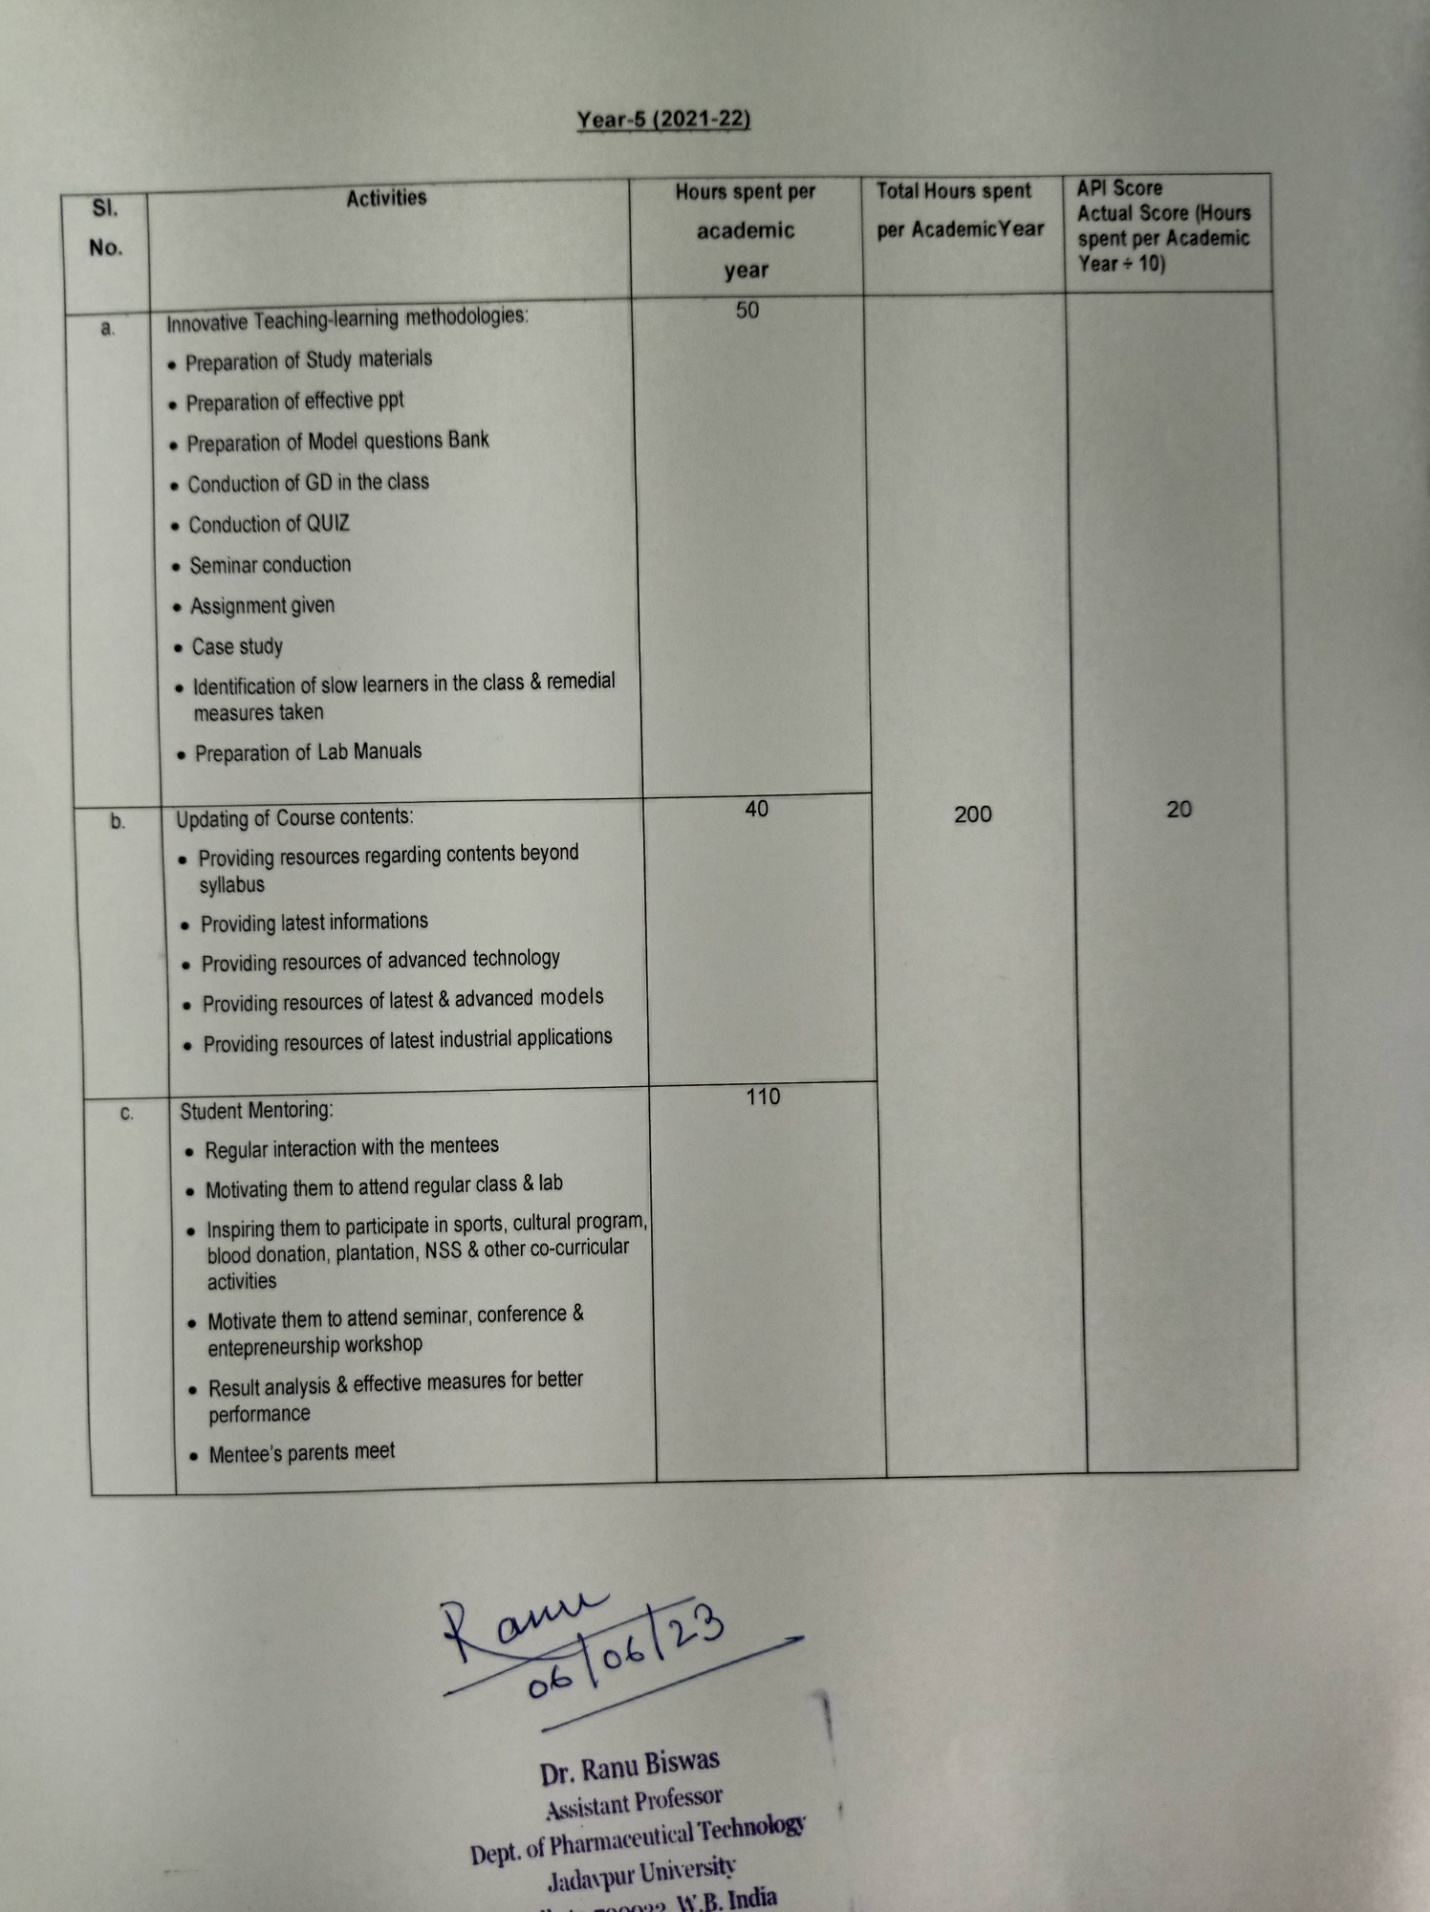 Year-5 (2021-22)
Sl.
No.
Activities
Hours spent per
academic
year
Total Hours spent
per AcademicYear
API Score
Actual Score (Hours
spent per Academic
Year ÷ 10)
a.
Innovative Teaching-learning methodologies:
50
• Preparation of Study materials
• Preparation of effective ppt
• Preparation of Model questions Bank
• Conduction of GD in the class
• Conduction of QUIZ
• Seminar conduction
• Assignment given
• Case study
• Identification of slow learners in the class & remedial
measures taken
• Preparation of Lab Manuals
b.
Updating of Course contents:
40
200
20
• Providing resources regarding contents beyond
syllabus
• Providing latest informations
• Providing resources of advanced technology
• Providing resources of latest & advanced models
• Providing resources of latest industrial applications
c.
Student Mentoring:
110
• Regular interaction with the mentees
• Motivating them to attend regular class & lab
• Inspiring them to participate in sports, cultural program,
blood donation, plantation, NSS & other co-curricular
activities
• Motivate them to attend seminar, conference &
entepreneurship workshop
• Result analysis & effective measures for better
performance
• Mentee's parents meet
Ranu
06/06/23
Dr. Ranu Biswas
Assistant Professor
Dept. of Pharmaceutical Technology
Jadavpur University
W.B. India